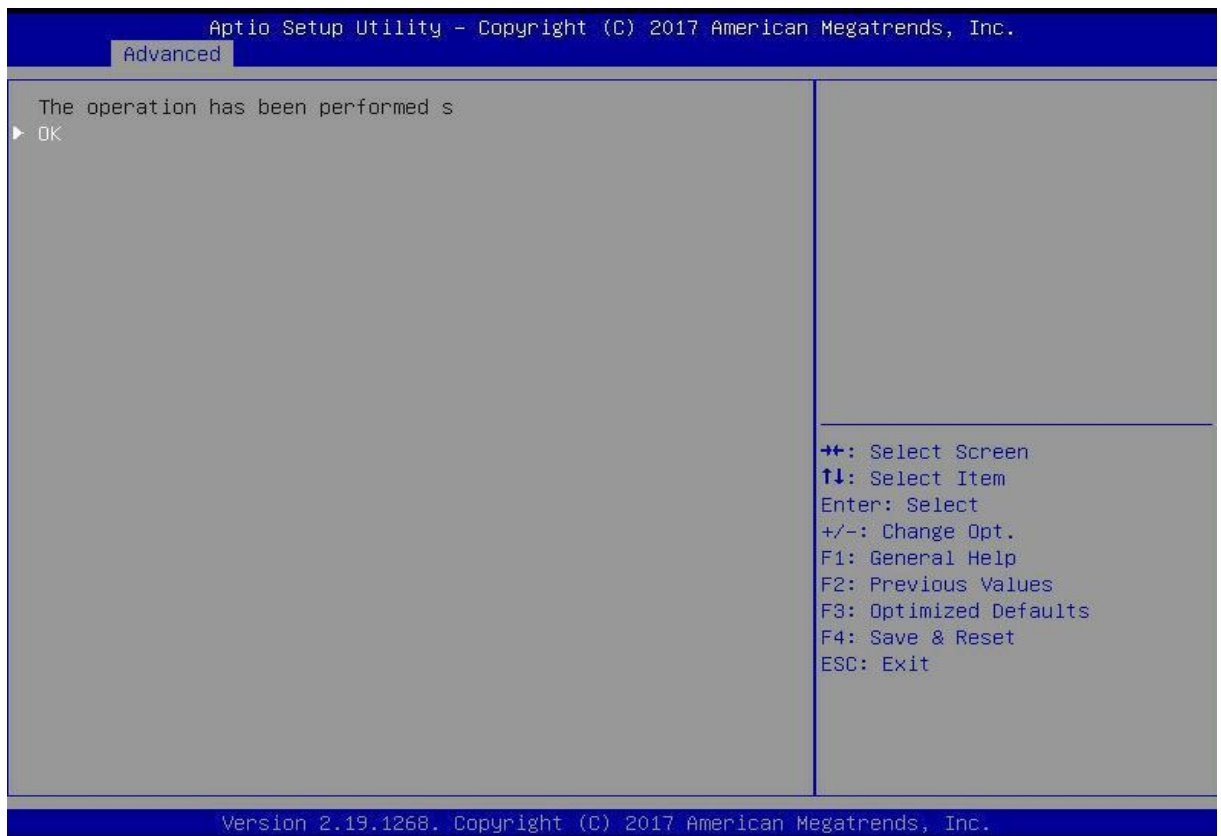 Aptio Setup Utility – Copyright (C) 2017 American Megatrends, Inc.
Advanced
The operation has been performed s
► OK
→←: Select Screen
↑↓: Select Item
Enter: Select
+/-: Change Opt.
F1: General Help
F2: Previous Values
F3: Optimized Defaults
F4: Save & Reset
ESC: Exit
Version 2.19.1268. Copyright (C) 2017 American Megatrends, Inc.